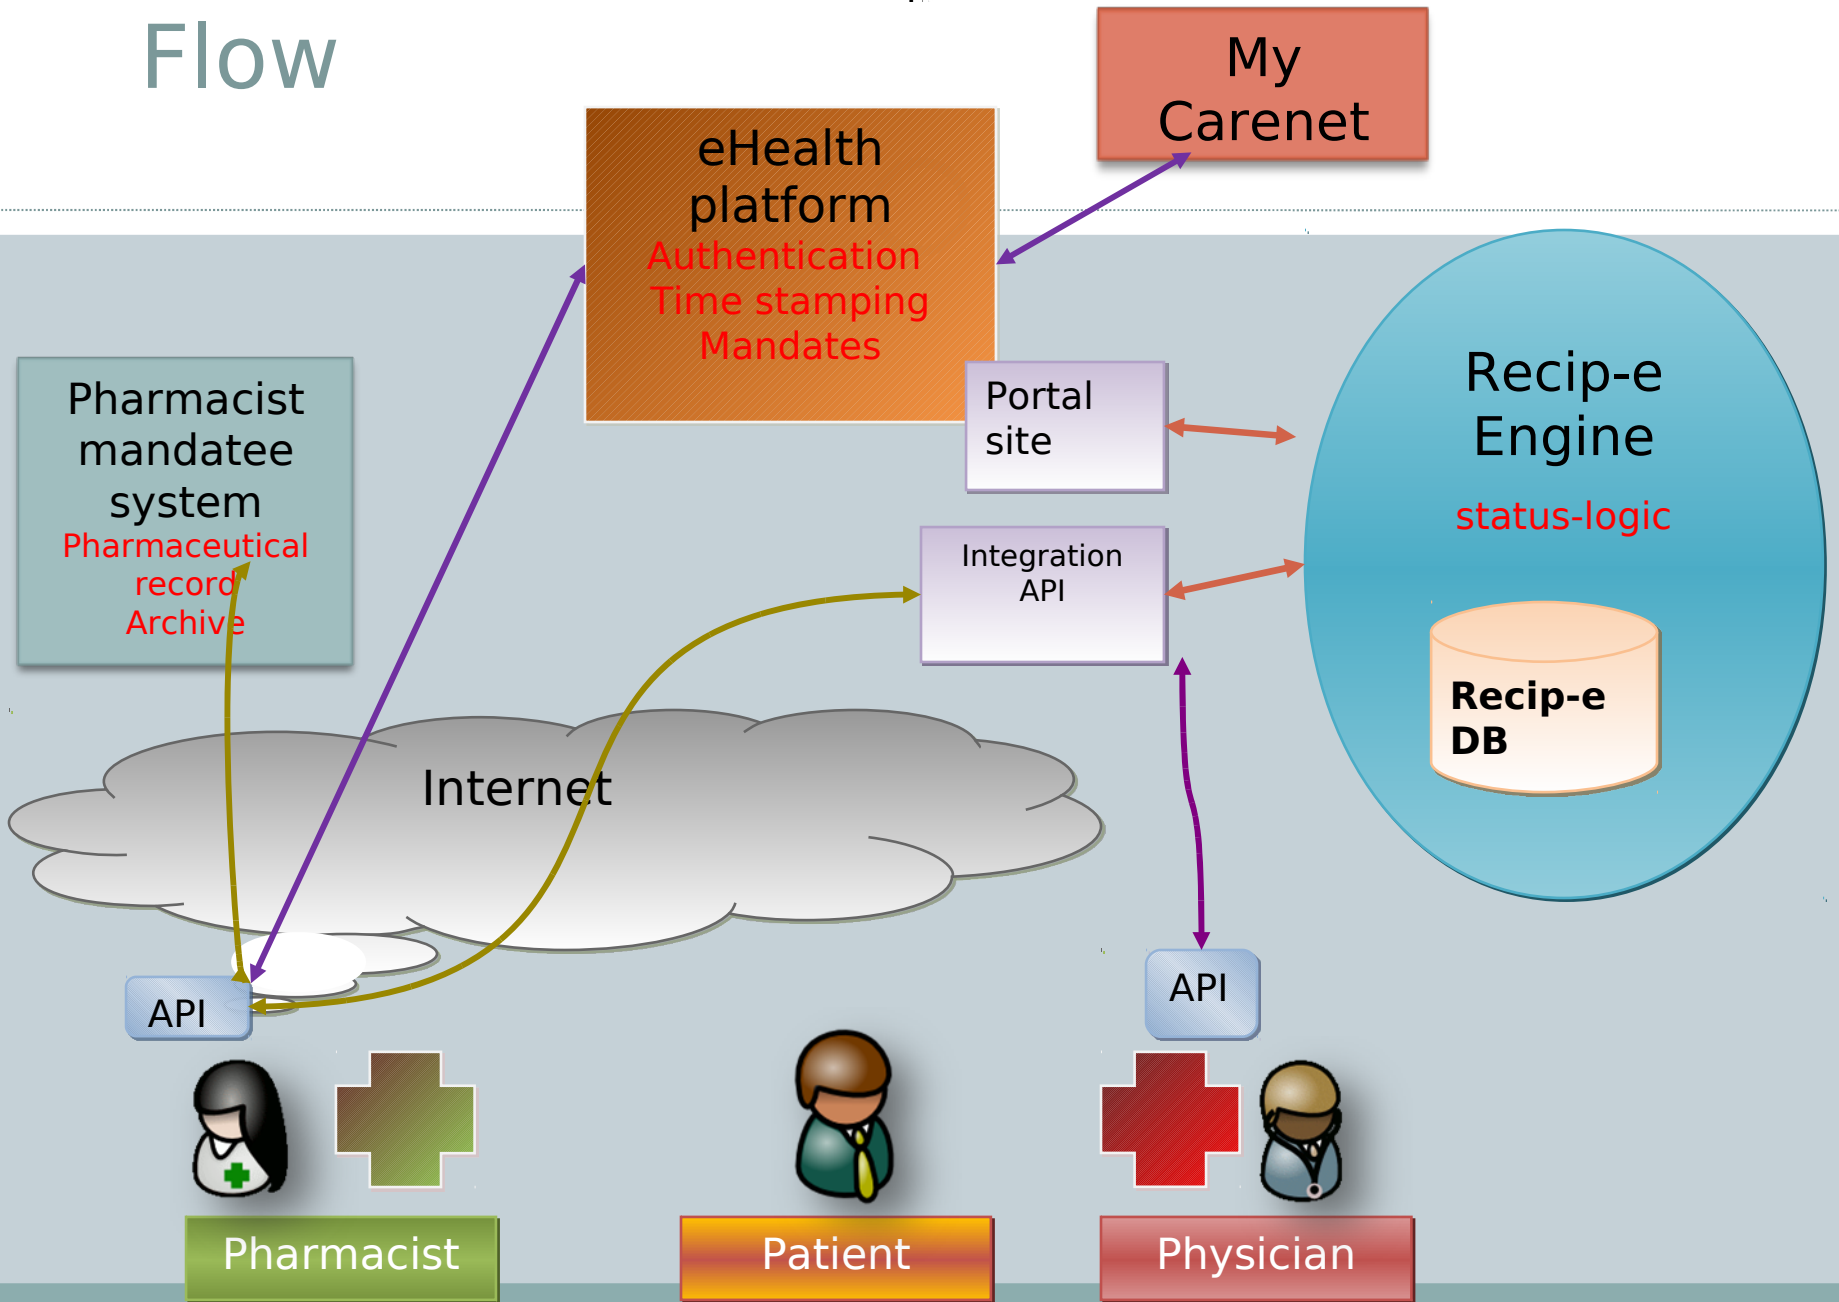 Flow
My
Carenet
eHealth
platform
Authentication
Time stamping
Mandates
Pharmacist
mandatee
system
Pharmaceutical
record
Archive
Portal
site
Integration
API
Recip-e
Engine
status-logic
Recip-e
DB
Internet
API
API
Pharmacist
Patient
Physician